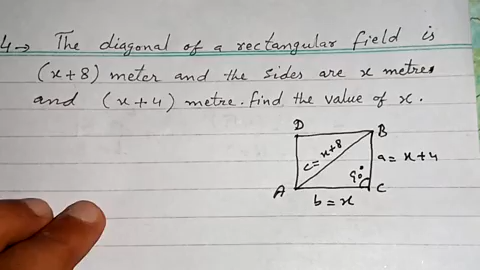 4→ The diagonal of a rectangular field is
(x+8) meter and the sides are x metre.
and (x+4) metre. find the value of x.
D
B
c=x+8
a=x+4
90°
A
C
b=x